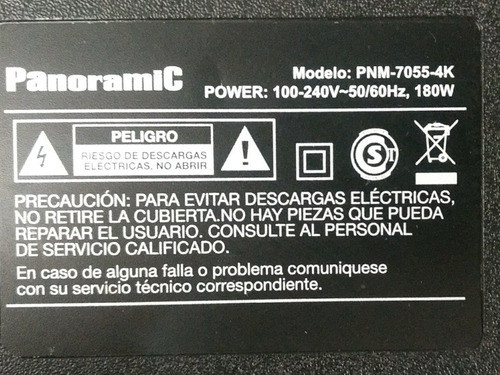 PanoramiC
Modelo: PNM-7055-4K
POWER: 100-240V~50/60Hz, 180W
PELIGRO
RIESGO DE DESCARGAS
ELÉCTRICAS, NO ABRIR
S
PRECAUCIÓN: PARA EVITAR DESCARGAS ELÉCTRICAS,
NO RETIRE LA CUBIERTA.NO HAY PIEZAS QUE PUEDA
REPARAR EL USUARIO. CONSULTE AL PERSONAL
DE SERVICIO CALIFICADO.
En caso de alguna falla o problema comuniquese
con su servicio técnico correspondiente.